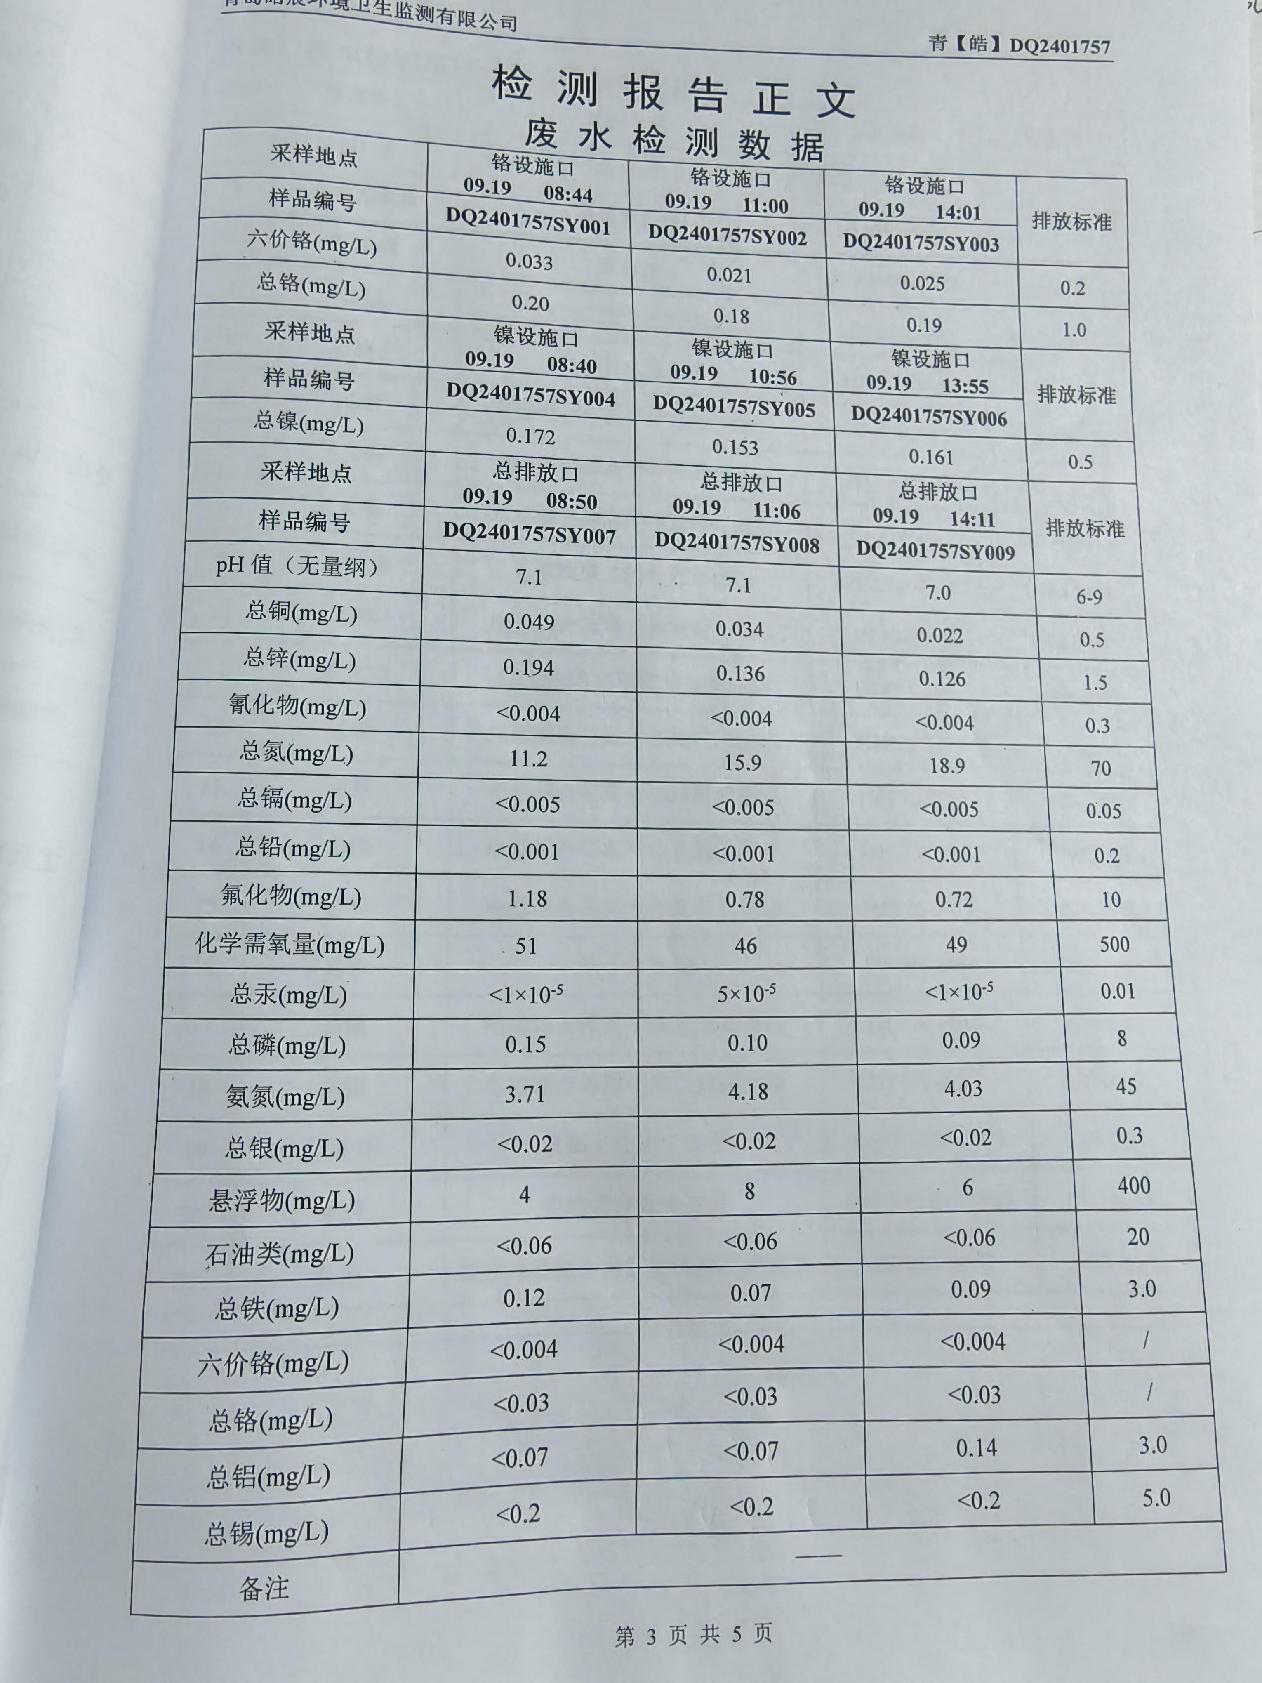 环境卫生监测有限公司
青【皓】DQ2401757
检测报告正文
废水检测数据
采样地点 铬设施口 09.19 08:44 铬设施口 09.19 11:00 铬设施口 09.19 14:01 排放标准
样品编号 DQ2401757SY001 DQ2401757SY002 DQ2401757SY003
六价铬(mg/L) 0.033 0.021 0.025 0.2
总铬(mg/L) 0.20 0.18 0.19 1.0
采样地点 镍设施口 09.19 08:40 镍设施口 09.19 10:56 镍设施口 09.19 13:55 排放标准
样品编号 DQ2401757SY004 DQ2401757SY005 DQ2401757SY006
总镍(mg/L) 0.172 0.153 0.161 0.5
采样地点 总排放口 09.19 08:50 总排放口 09.19 11:06 总排放口 09.19 14:11 排放标准
样品编号 DQ2401757SY007 DQ2401757SY008 DQ2401757SY009
pH值（无量纲） 7.1 7.1 7.0 6-9
总铜(mg/L) 0.049 0.034 0.022 0.5
总锌(mg/L) 0.194 0.136 0.126 1.5
氰化物(mg/L) <0.004 <0.004 <0.004 0.3
总氮(mg/L) 11.2 15.9 18.9 70
总镉(mg/L) <0.005 <0.005 <0.005 0.05
总铅(mg/L) <0.001 <0.001 <0.001 0.2
氟化物(mg/L) 1.18 0.78 0.72 10
化学需氧量(mg/L) 51 46 49 500
总汞(mg/L) <1×10⁻⁵ 5×10⁻⁵ <1×10⁻⁵ 0.01
总磷(mg/L) 0.15 0.10 0.09 8
氨氮(mg/L) 3.71 4.18 4.03 45
总银(mg/L) <0.02 <0.02 <0.02 0.3
悬浮物(mg/L) 4 8 6 400
石油类(mg/L) <0.06 <0.06 <0.06 20
总铁(mg/L) 0.12 0.07 0.09 3.0
六价铬(mg/L) <0.004 <0.004 <0.004 /
总铬(mg/L) <0.03 <0.03 <0.03 /
总铝(mg/L) <0.07 <0.07 0.14 3.0
总锡(mg/L) <0.2 <0.2 <0.2 5.0
备注 ——
第 3 页 共 5 页